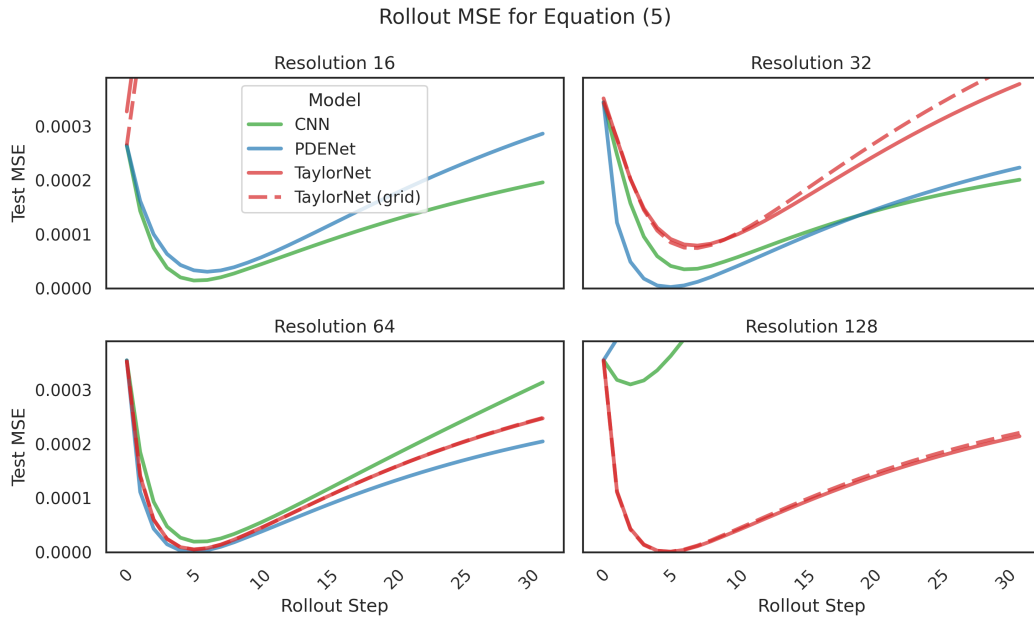 Rollout MSE for Equation (5)
Resolution 16
Resolution 32
Test MSE
0.0003
0.0002
0.0001
0.0000
Model
CNN
PDENet
TaylorNet
TaylorNet (grid)
Resolution 64
Resolution 128
Test MSE
0.0003
0.0002
0.0001
0.0000
0 5 10 15 20 25 30
0 5 10 15 20 25 30
Rollout Step
Rollout Step